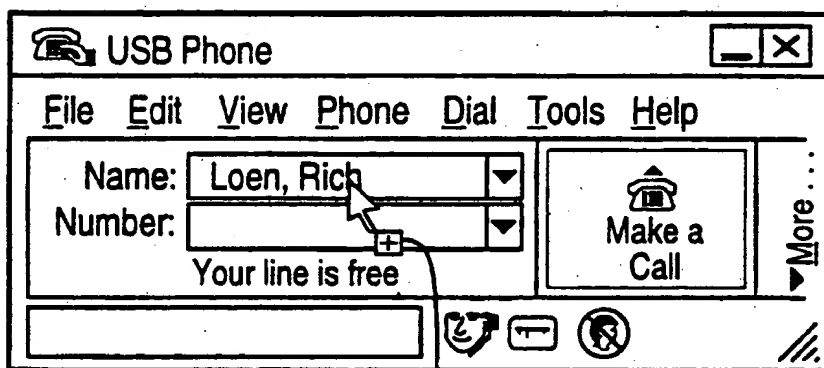 USB Phone
File Edit View Phone Dial Tools Help
Name: Loen, Rich
Number:
Your line is free
Make a
Call
More...